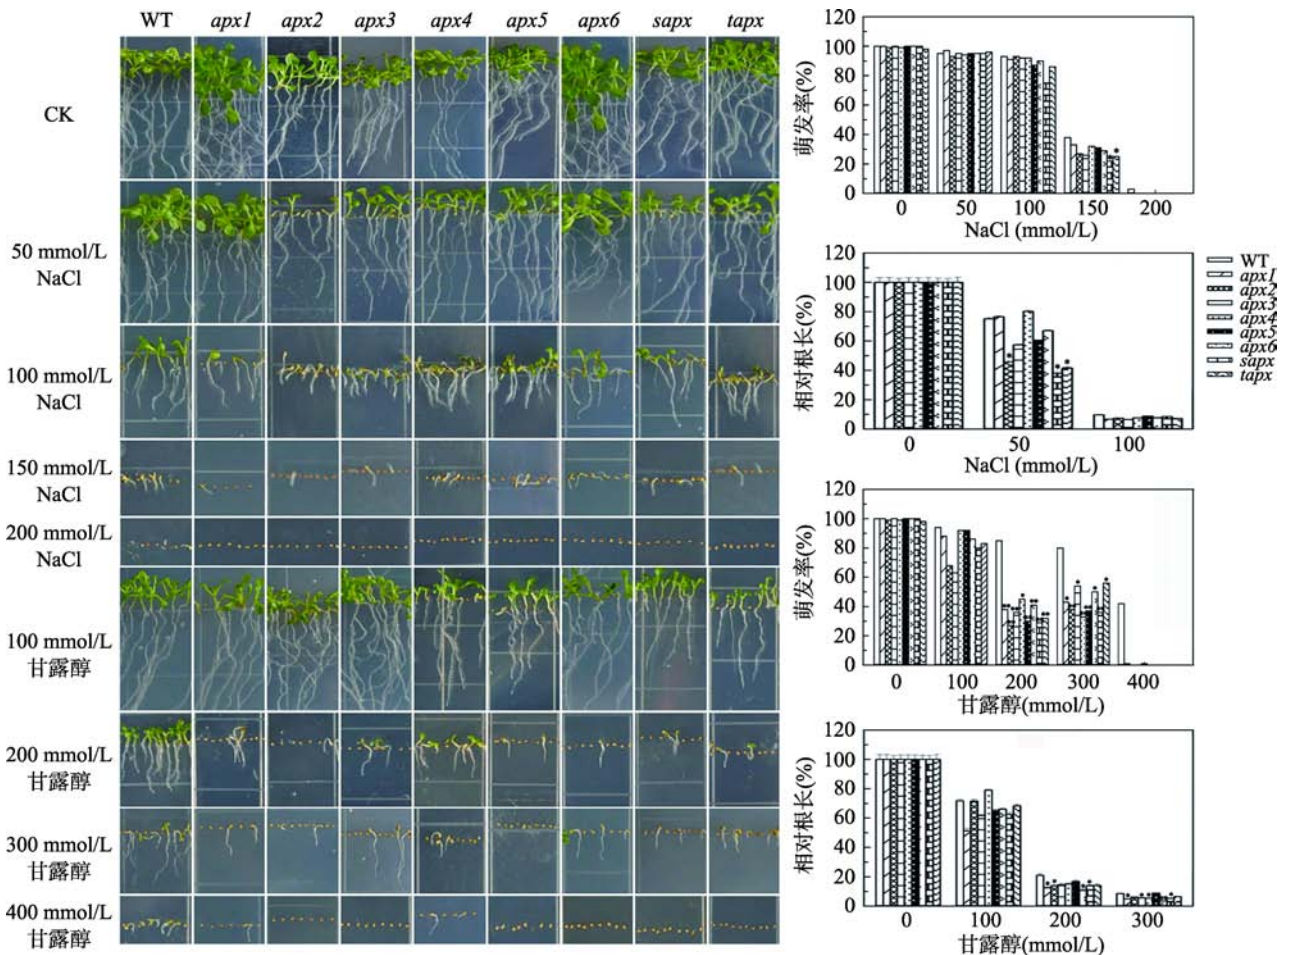 WT apx1 apx2 apx3 apx4 apx5 apx6 sapx tapx
CK
50 mmol/L
NaCl
100 mmol/L
NaCl
150 mmol/L
NaCl
200 mmol/L
NaCl
100 mmol/L
甘露醇
200 mmol/L
甘露醇
300 mmol/L
甘露醇
400 mmol/L
甘露醇
萌发率(%)
120
100
80
60
40
20
0
0 50 100 150 200
NaCl (mmol/L)
相对根长(%)
120
100
80
60
40
20
0
0 50 100
NaCl (mmol/L)
WT
apx1
apx2
apx3
apx4
apx5
apx6
sapx
tapx
萌发率(%)
120
100
80
60
40
20
0
0 100 200 300 400
甘露醇(mmol/L)
相对根长(%)
120
100
80
60
40
20
0
0 100 200 300
甘露醇(mmol/L)